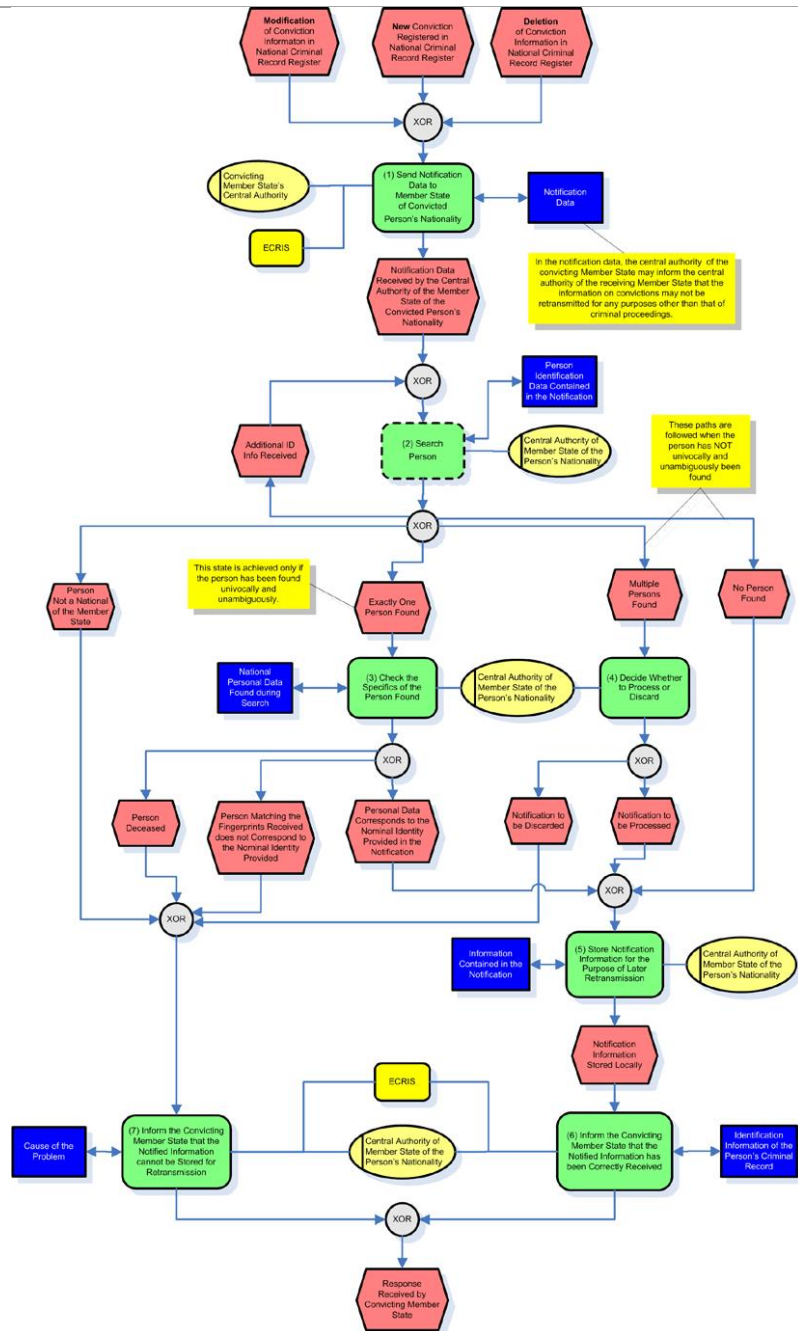 Modification
of Conviction
Informaton in
National Criminal
Record Register
New Conviction
Registered in
National Criminal
Record Register
Deletion
of Conviction
Information in
National Criminal
Record Register
XOR
Convicting
Member State's
Central Authority
(1) Send Notification
Data to
Member State
of Convicted
Person's Nationality
Notification
Data
ECRIS
In the notification data, the central authority of the
convicting Member State may inform the central
authority of the receiving Member State that the
information on convictions may not be
retransmitted for any purposes other than that of
criminal proceedings.
Notification Data
Received by the Central
Authority of the Member
State of the
Convicted Person's
Nationality
XOR
Person
Identification
Data Contained
in the Notification
Additional ID
Info Received
(2) Search
Person
Central Authority of
Member State of the
Person's Nationality
These paths are
followed when the
person has NOT
univocally and
unambiguously been
found
XOR
This state is achieved only if
the person has been found
univocally and
unambiguously.
Person
Not a National
of the Member
State
Exactly One
Person Found
Multiple
Persons
Found
No Person
Found
National
Personal Data
Found during
Search
(3) Check the
Specifics of the
Person Found
Central Authority of
Member State of the
Person's Nationality
(4) Decide Whether
to Process or
Discard
XOR
XOR
Person
Deceased
Person Matching the
Fingerprints Received
does not Correspond to
the Nominal Identity
Provided
Personal Data
Corresponds to the
Nominal Identity
Provided in the
Notification
Notification to
be Discarded
Notification to
be Processed
XOR
XOR
Information
Contained in the
Notification
(5) Store Notification
Information for the
Purpose of Later
Retransmission
Central Authority of
Member State of the
Person's Nationality
Notification
Information
Stored Locally
ECRIS
Cause of the
Problem
(7) Inform the Convicting
Member State that the
Notified Information
cannot be Stored for
Retransmission
Central Authority of
Member State of the
Person's Nationality
(6) Inform the Convicting
Member State that the
Notified Information has
been Correctly Received
Identification
Information of the
Person's Criminal
Record
XOR
Response
Received by
Convicting Member
State